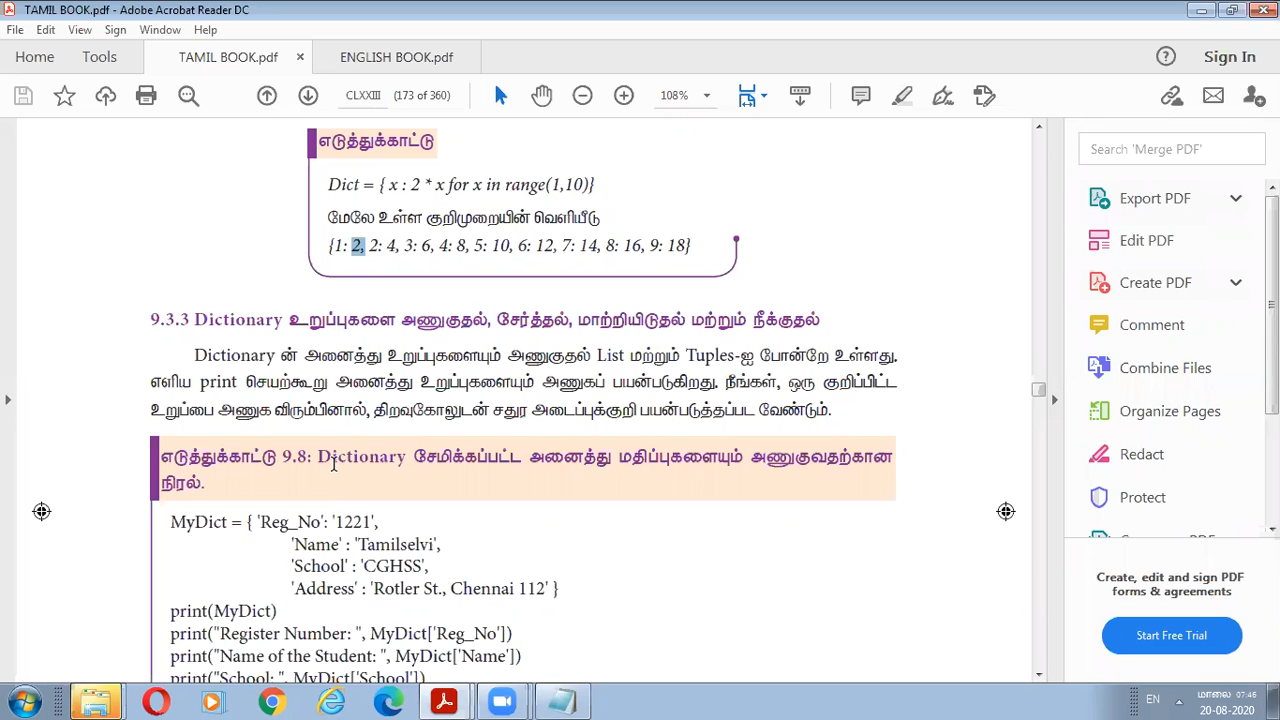 TAMIL BOOK.pdf - Adobe Acrobat Reader DC
File Edit View Sign Window Help
Home Tools TAMIL BOOK.pdf × ENGLISH BOOK.pdf Sign In
CLXXIII (173 of 360) 108%
எடுத்துக்காட்டு
Dict = { x : 2 * x for x in range(1,10)}
மேலே உள்ள குறிமுறையின் வெளியீடு
{1: 2, 2: 4, 3: 6, 4: 8, 5: 10, 6: 12, 7: 14, 8: 16, 9: 18}
9.3.3 Dictionary உறுப்புகளை அணுகுதல், சேர்த்தல், மாற்றியிடுதல் மற்றும் நீக்குதல்
Dictionary ன் அனைத்து உறுப்புகளையும் அணுகுதல் List மற்றும் Tuples-ஐ போன்றே உள்ளது.
எளிய print செயற்கூறு அனைத்து உறுப்புகளையும் அணுகப் பயன்படுகிறது. நீங்கள், ஒரு குறிப்பிட்ட
உறுப்பை அணுக விரும்பினால், திறவுகோலுடன் சதுர அடைப்புக்குறி பயன்படுத்தப்பட வேண்டும்.
எடுத்துக்காட்டு 9.8: Dictionary சேமிக்கப்பட்ட அனைத்து மதிப்புகளையும் அணுகுவதற்கான
நிரல்.
MyDict = { 'Reg_No': '1221',
'Name' : 'Tamilselvi',
'School' : 'CGHSS',
'Address' : 'Rotler St., Chennai 112' }
print(MyDict)
print("Register Number: ", MyDict['Reg_No'])
print("Name of the Student: ", MyDict['Name'])
print("School: ", MyDict['School'])
Search 'Merge PDF'
Export PDF
Edit PDF
Create PDF
Comment
Combine Files
Organize Pages
Redact
Protect
Create, edit and sign PDF
forms & agreements
Start Free Trial
EN
மாலை 07:46
20-08-2020